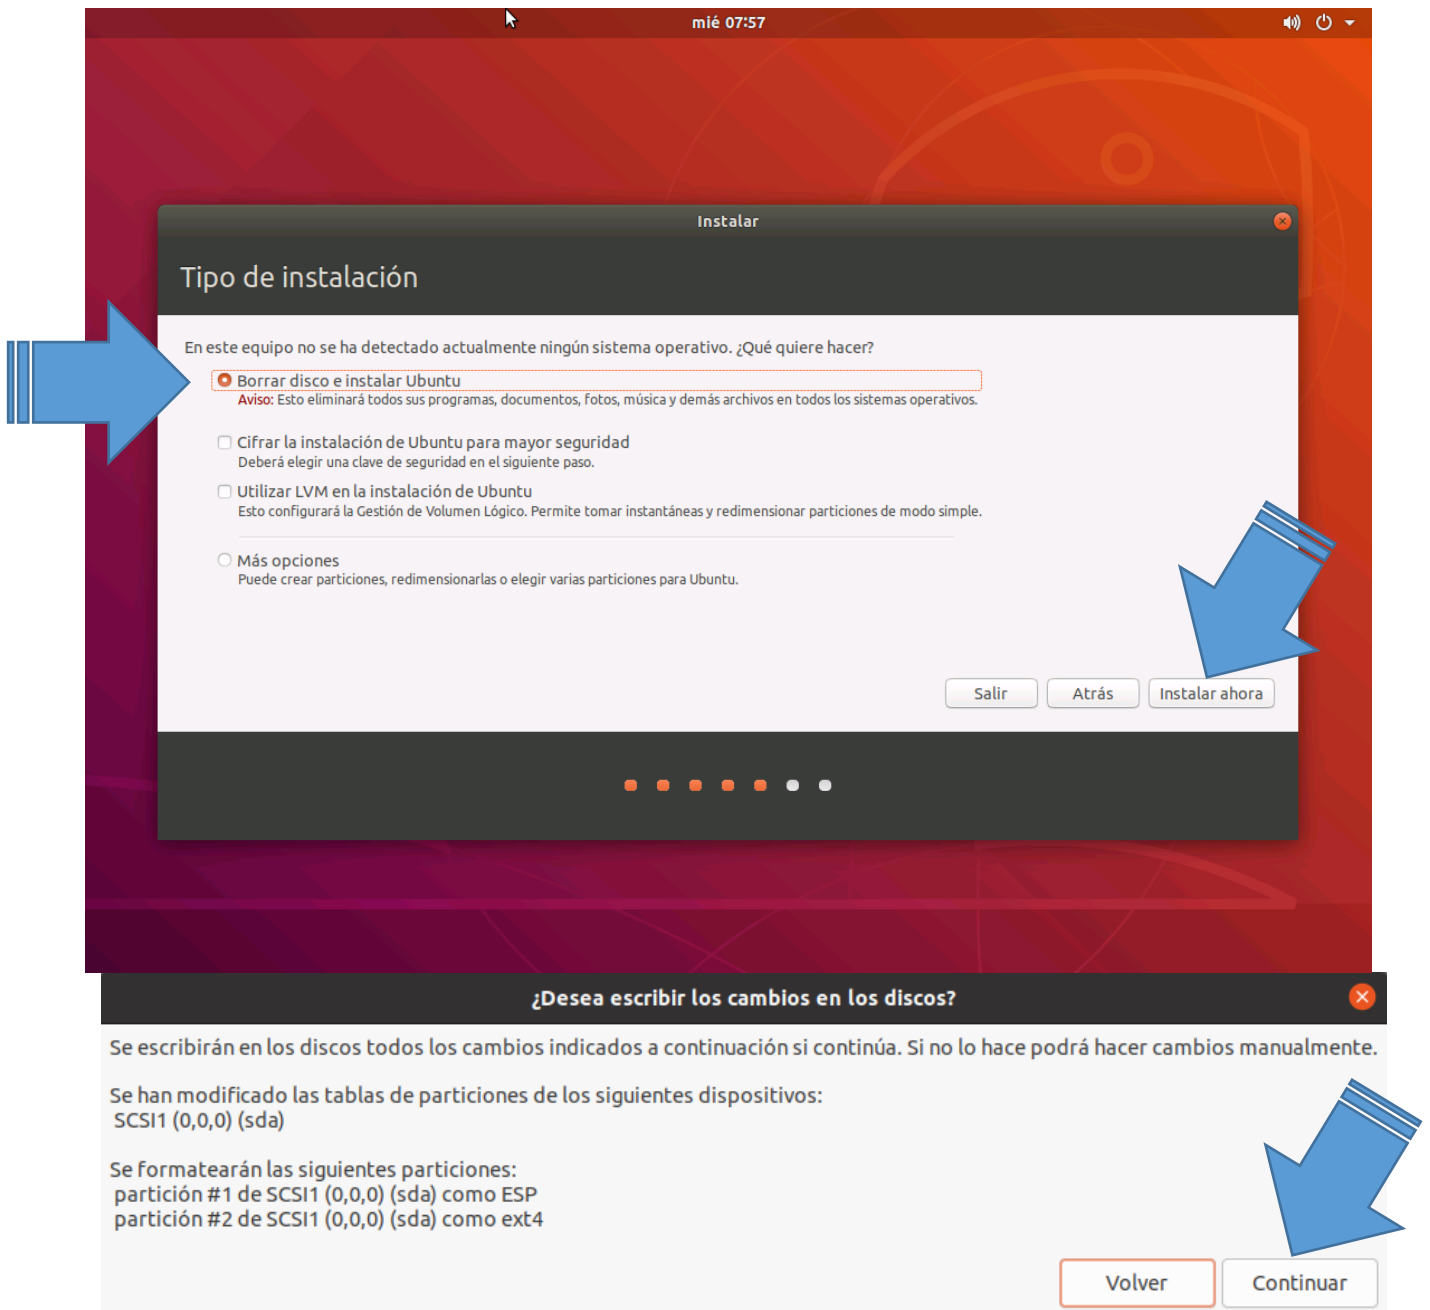 mié 07:57
Instalar
Tipo de instalación
En este equipo no se ha detectado actualmente ningún sistema operativo. ¿Qué quiere hacer?
Borrar disco e instalar Ubuntu
Aviso: Esto eliminará todos sus programas, documentos, fotos, música y demás archivos en todos los sistemas operativos.
Cifrar la instalación de Ubuntu para mayor seguridad
Deberá elegir una clave de seguridad en el siguiente paso.
Utilizar LVM en la instalación de Ubuntu
Esto configurará la Gestión de Volumen Lógico. Permite tomar instantáneas y redimensionar particiones de modo simple.
Más opciones
Puede crear particiones, redimensionarlas o elegir varias particiones para Ubuntu.
Salir Atrás Instalar ahora
¿Desea escribir los cambios en los discos?
Se escribirán en los discos todos los cambios indicados a continuación si continúa. Si no lo hace podrá hacer cambios manualmente.
Se han modificado las tablas de particiones de los siguientes dispositivos:
SCSI1 (0,0,0) (sda)
Se formatearán las siguientes particiones:
partición #1 de SCSI1 (0,0,0) (sda) como ESP
partición #2 de SCSI1 (0,0,0) (sda) como ext4
Volver Continuar